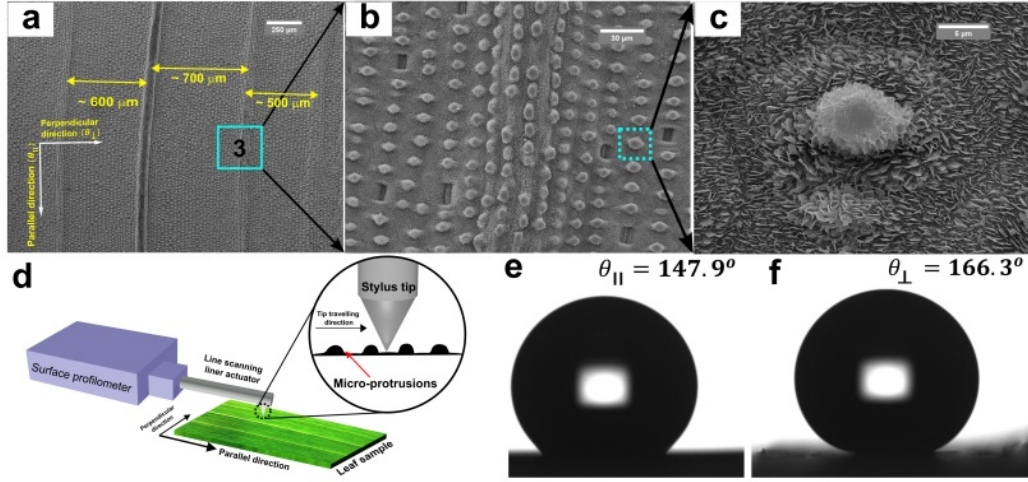 a
250 μm
~ 700 μm
~ 600 μm
~ 500 μm
Perpendicular
direction (θ⊥)
3
Parallel direction (θ||)
b
30 μm
c
5 μm
d
Stylus tip
Tip travelling
direction
Micro-protrusions
Line scanning
liner actuator
Surface profilometer
Perpendicular
direction
Parallel direction
Leaf sample
e
θ|| = 147.9°
f
θ⊥ = 166.3°